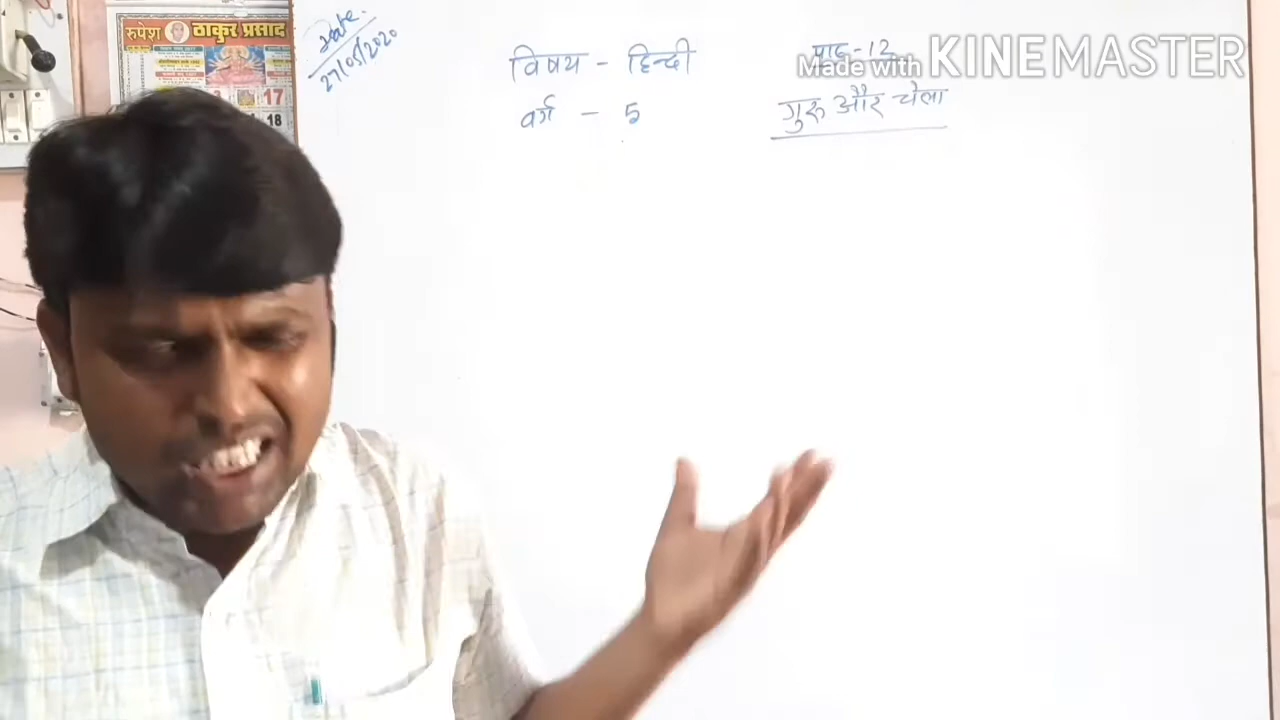 रुपेश ठाकुर प्रसाद
17
18
Date.
27/05/2020
विषय - हिन्दी
वर्ग - 5
पाठ-12
गुरू और चेला
Made with KINEMASTER